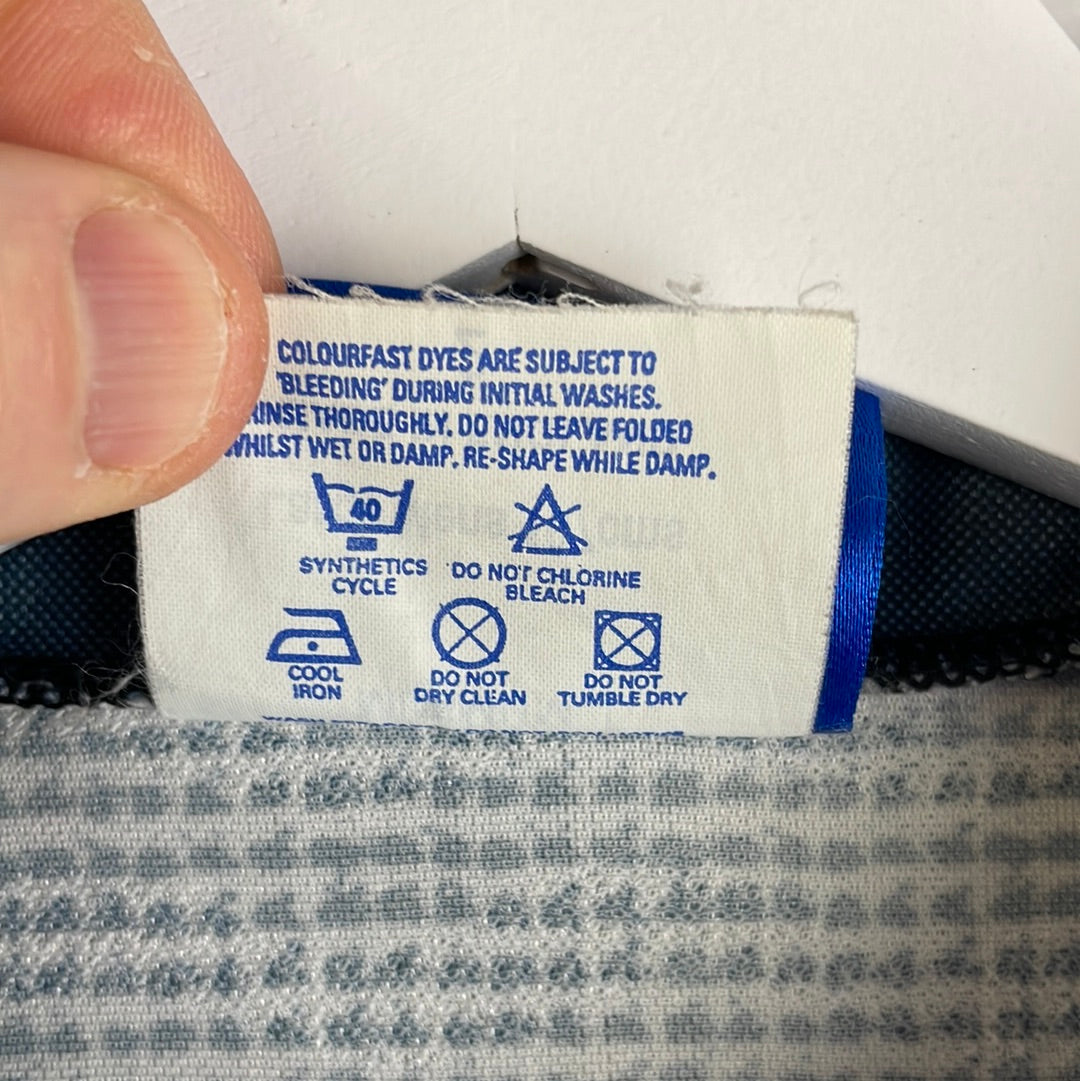 COLOURFAST DYES ARE SUBJECT TO
'BLEEDING' DURING INITIAL WASHES.
RINSE THOROUGHLY. DO NOT LEAVE FOLDED
WHILST WET OR DAMP. RE-SHAPE WHILE DAMP.
40
SYNTHETICS
CYCLE
DO NOT CHLORINE
BLEACH
COOL
IRON
DO NOT
DRY CLEAN
DO NOT
TUMBLE DRY